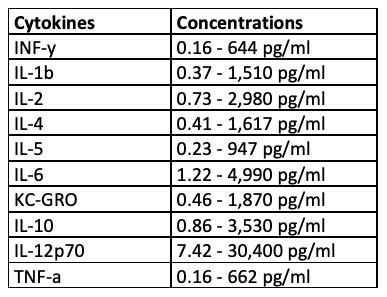 Cytokines Concentrations
INF-y 0.16 - 644 pg/ml
IL-1b 0.37 - 1,510 pg/ml
IL-2 0.73 - 2,980 pg/ml
IL-4 0.41 - 1,617 pg/ml
IL-5 0.23 - 947 pg/ml
IL-6 1.22 - 4,990 pg/ml
KC-GRO 0.46 - 1,870 pg/ml
IL-10 0.86 - 3,530 pg/ml
IL-12p70 7.42 - 30,400 pg/ml
TNF-a 0.16 - 662 pg/ml